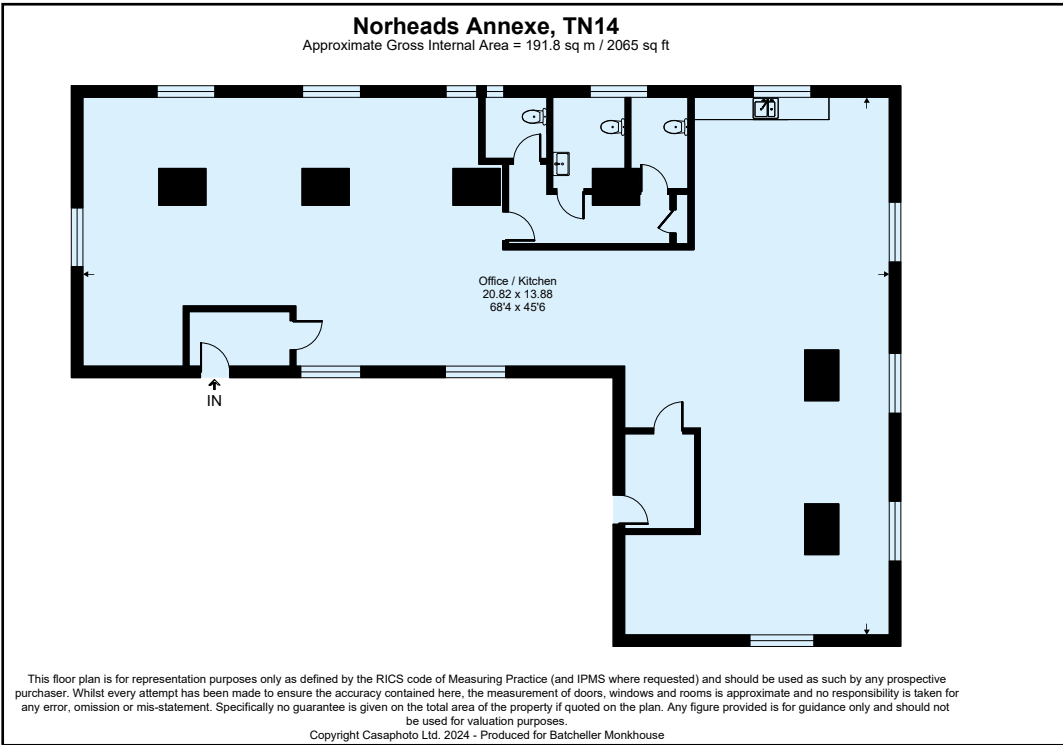 Norheads Annexe, TN14
Approximate Gross Internal Area = 191.8 sq m / 2065 sq ft
Office / Kitchen
20.82 x 13.88
68'4 x 45'6
IN
This floor plan is for representation purposes only as defined by the RICS code of Measuring Practice (and IPMS where requested) and should be used as such by any prospective
purchaser. Whilst every attempt has been made to ensure the accuracy contained here, the measurement of doors, windows and rooms is approximate and no responsibility is taken for
any error, omission or mis-statement. Specifically no guarantee is given on the total area of the property if quoted on the plan. Any figure provided is for guidance only and should not
be used for valuation purposes.
Copyright Casaphoto Ltd. 2024 - Produced for Batcheller Monkhouse